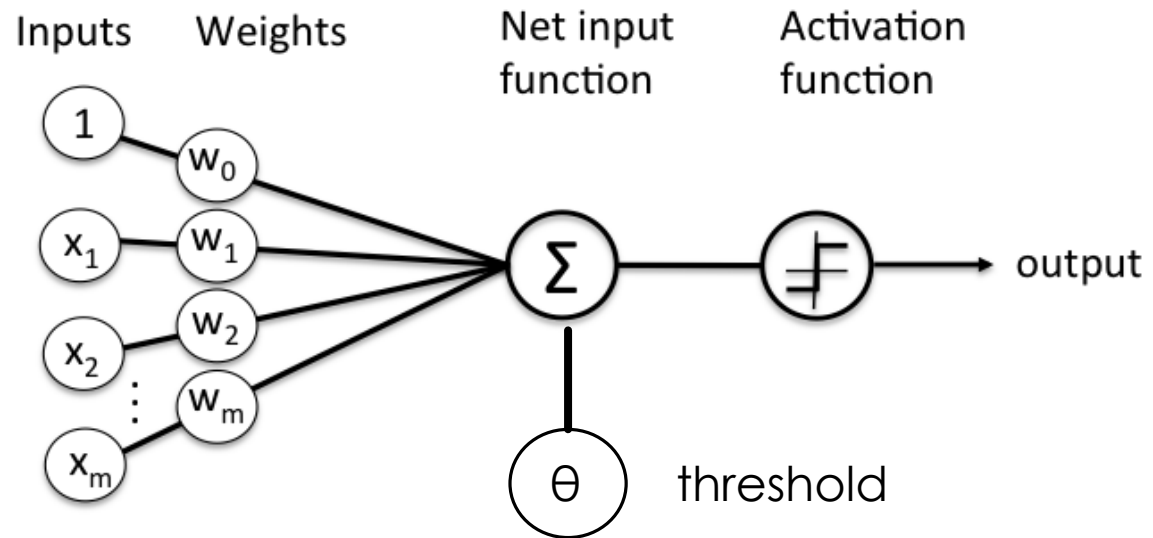 Inputs Weights Net input function Activation function
1
w0
x1
w1
x2
w2
⋮
wm
xm
Σ
output
θ threshold